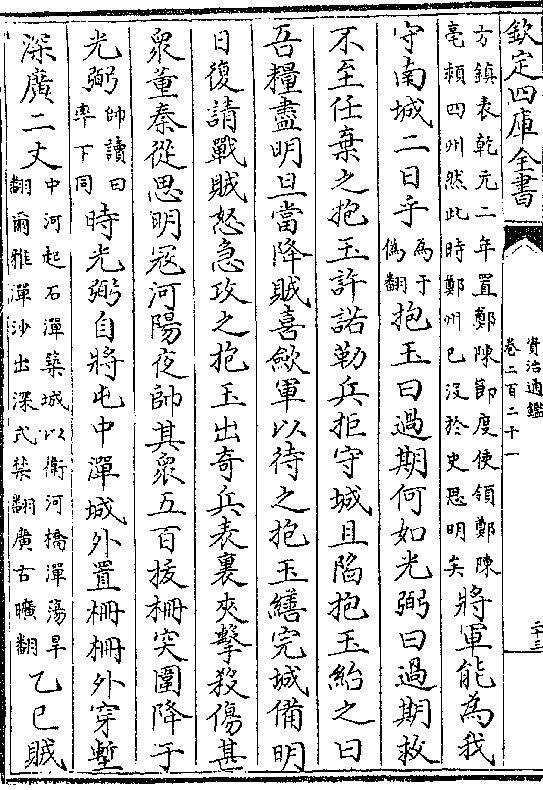 欽定四庫全書
資治通鑑
卷二百二十一
二十三
方鎮表乾元二年置鄭陳節度使領鄭陳
亳潁四州然此時鄭州已沒於史思明矣
將軍能為我
守南城二日乎
為于
偽翻
抱玉曰過期何如光弼曰過期救
不至任棄之抱玉許諾勒兵拒守城且陷抱玉紿之曰
吾糧盡明旦當降賊喜歛軍以待之抱玉繕完城備明
日復請戰賊怒急攻之抱玉出奇兵表裏夾擊殺傷甚
衆董秦從思明寇河陽夜帥其衆五百拔柵突圍降于
光弼
帥讀曰
率下同
時光弼自將屯中潬城外置柵柵外穿塹
深廣二丈
中河起石潬築城以衛河橋潬蕩旱
翻爾雅潬沙出深式禁翻廣古曠翻
乙巳賊